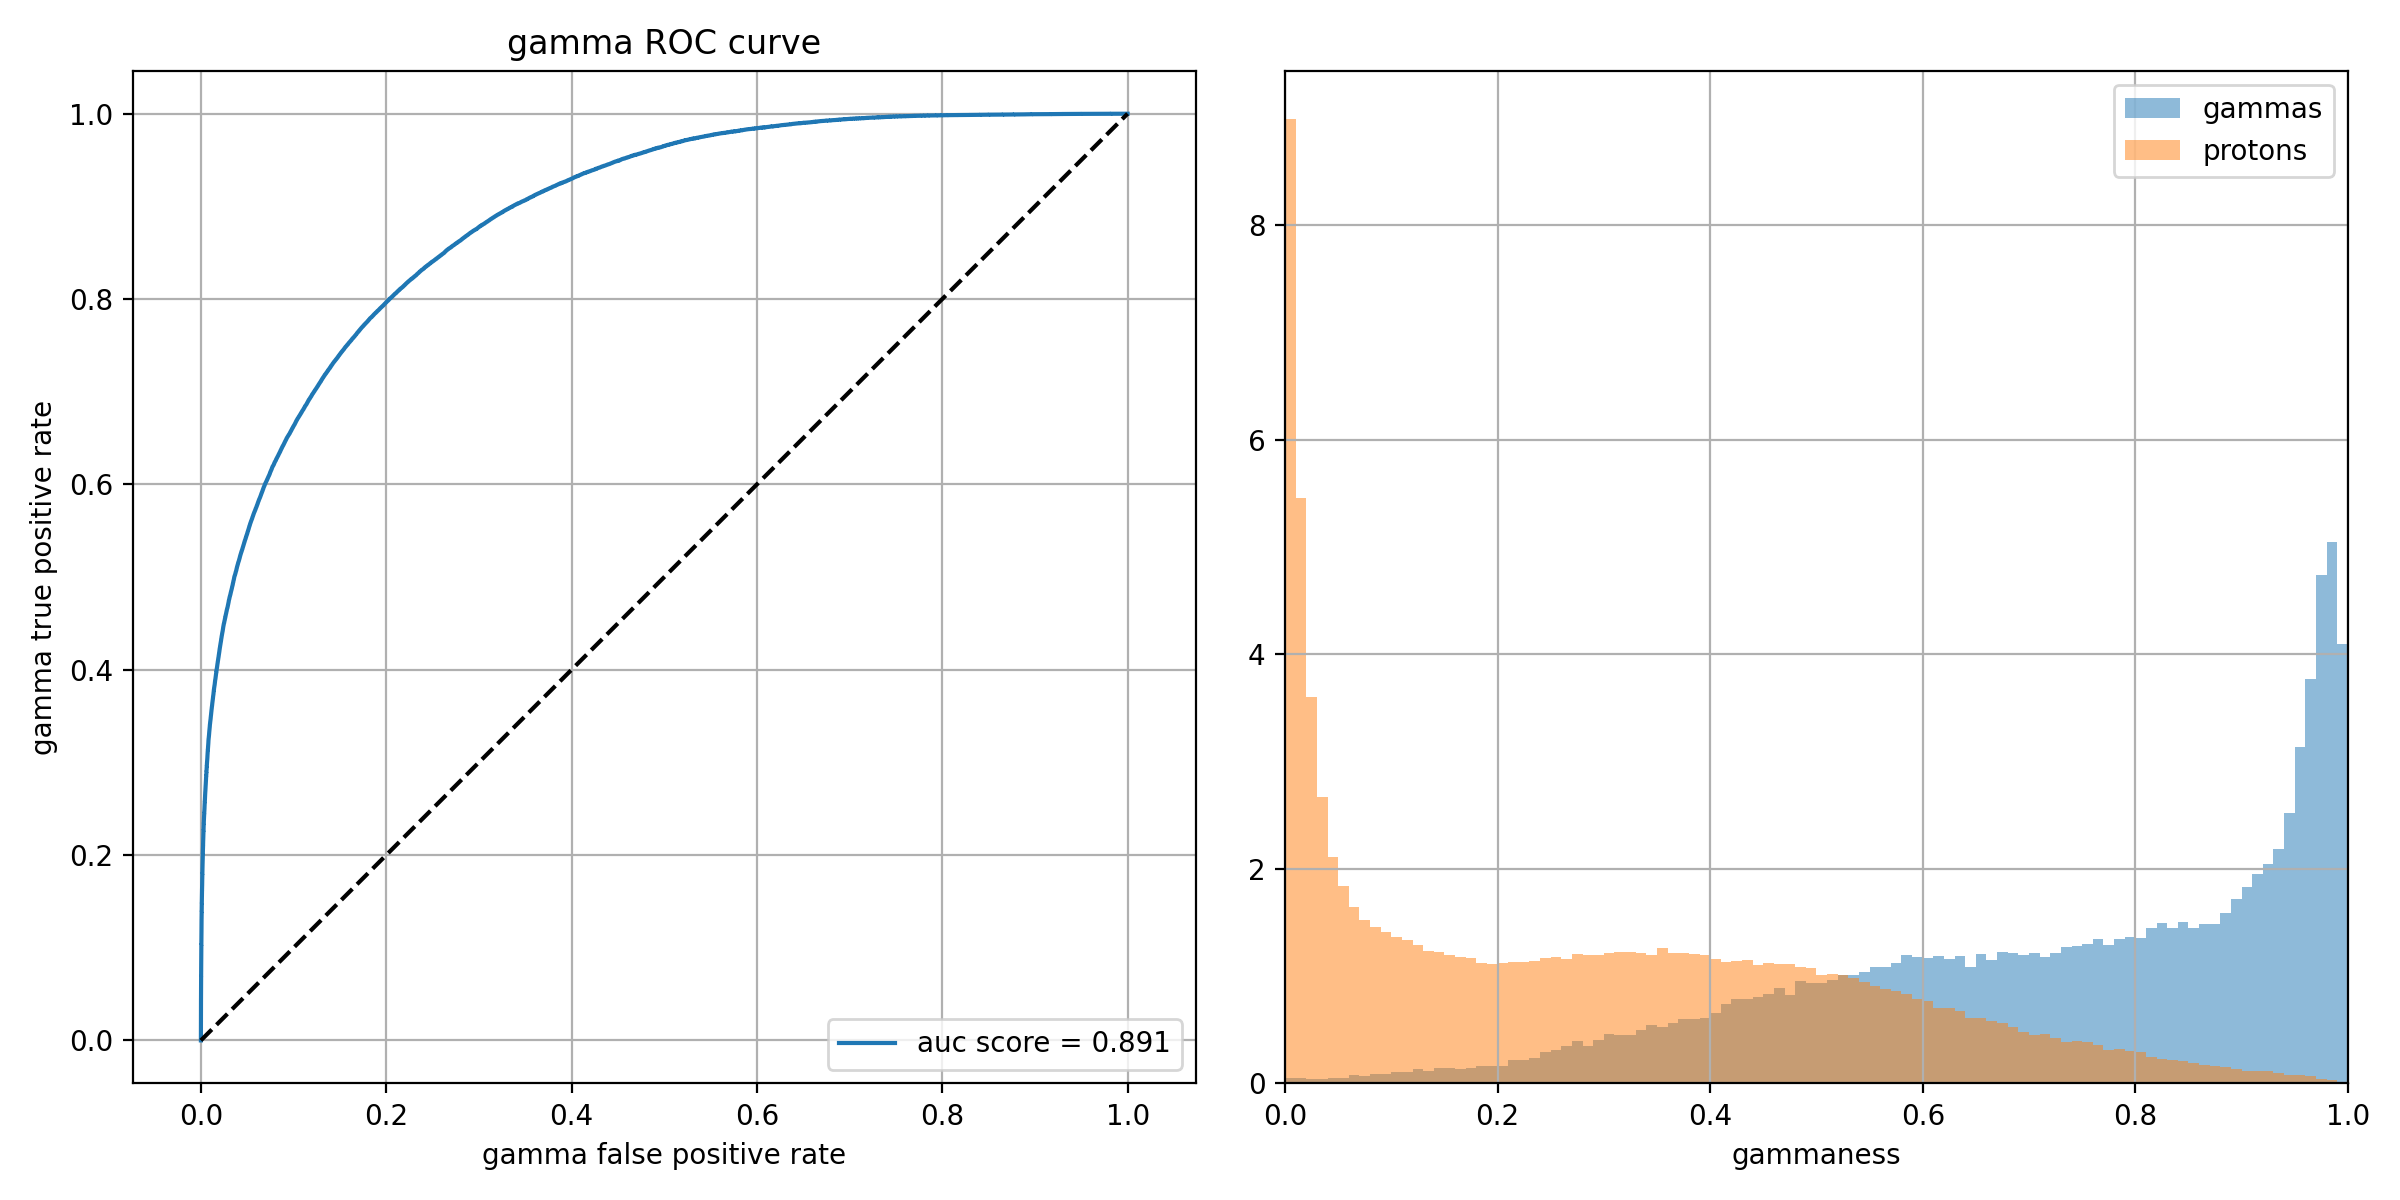 gamma ROC curve
gamma true positive rate
1.0
0.8
0.6
0.4
0.2
0.0
0.0 0.2 0.4 0.6 0.8 1.0
gamma false positive rate
auc score = 0.891
gammas
protons
8
6
4
2
0
0.0 0.2 0.4 0.6 0.8 1.0
gammaness